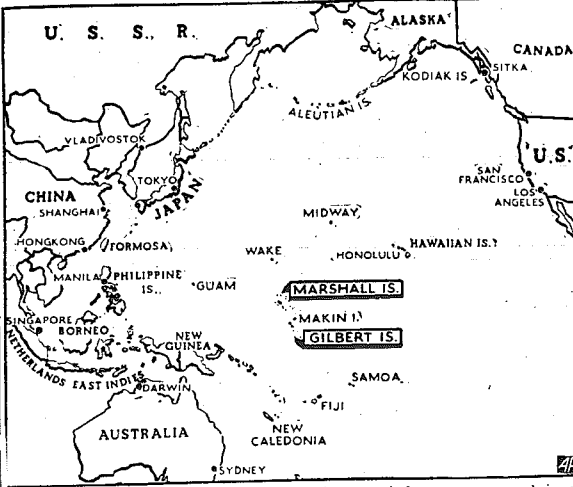 ALASKA
U. S. S. R.
CANADA
SITKA
KODIAK IS.
ALEUTIAN IS.
VLADIVOSTOK
U.S.
SAN
FRANCISCO
TOKYO
JAPAN
LOS
ANGELES
CHINA
SHANGHAI
MIDWAY
HONGKONG
FORMOSA
HAWAIIAN IS.
WAKE
HONOLULU
MANILA
PHILIPPINE
IS.
GUAM
MARSHALL IS.
SINGAPORE
BORNEO
MAKIN I.
NEW
GUINEA
GILBERT IS.
NETHERLANDS EAST INDIES
DARWIN
SAMOA
FIJI
AUSTRALIA
NEW
CALEDONIA
SYDNEY
AP